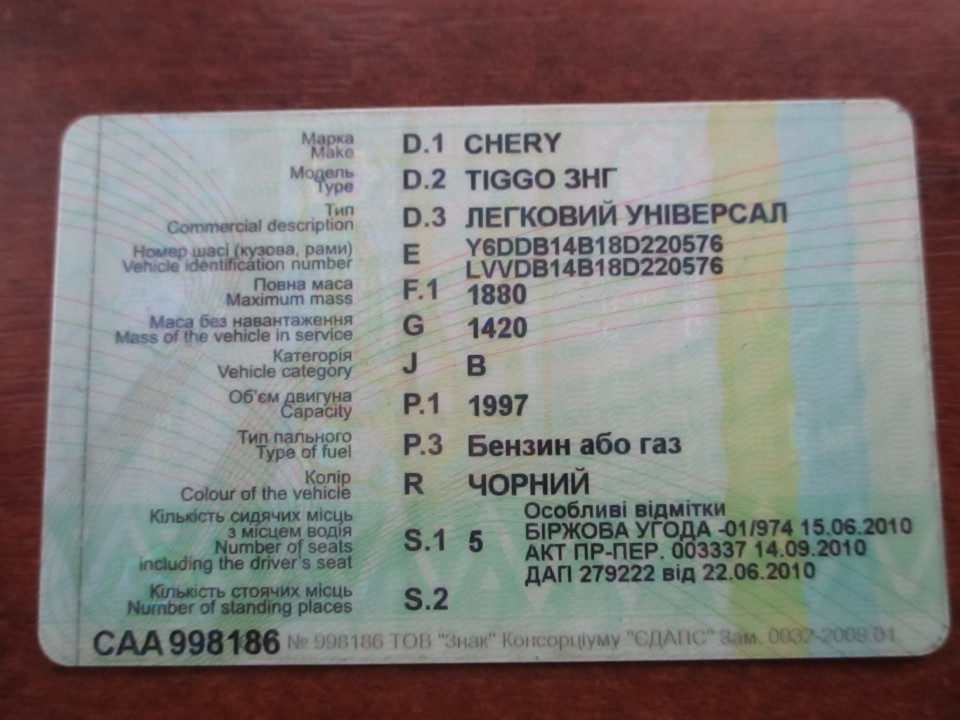 Марка
Make D.1 CHERY
Модель
Type D.2 TIGGO ЗНГ
Тип
Commercial description D.3 ЛЕГКОВИЙ УНІВЕРСАЛ
Номер шасі (кузова, рами) E Y6DDB14B18D220576
Vehicle identification number LVVDB14B18D220576
Повна маса
Maximum mass F.1 1880
Маса без навантаження
Mass of the vehicle in service G 1420
Категорія
Vehicle category J B
Об'єм двигуна
Capacity P.1 1997
Тип пального
Type of fuel P.3 Бензин або газ
Колір
Colour of the vehicle R ЧОРНИЙ
Кількість сидячих місць
з місцем водія
Number of seats
including the driver's seat S.1 5
Особливі відмітки
БІРЖОВА УГОДА -01/974 15.06.2010
АКТ ПР-ПЕР. 003337 14.09.2010
ДАГІ 279222 від 22.06.2010
Кількість стоячих місць
Number of standing places S.2
САА 998186 № 998186 ТОВ "Знак" Консорціуму "ЄДАПС" Зам. 0032-2009.01.